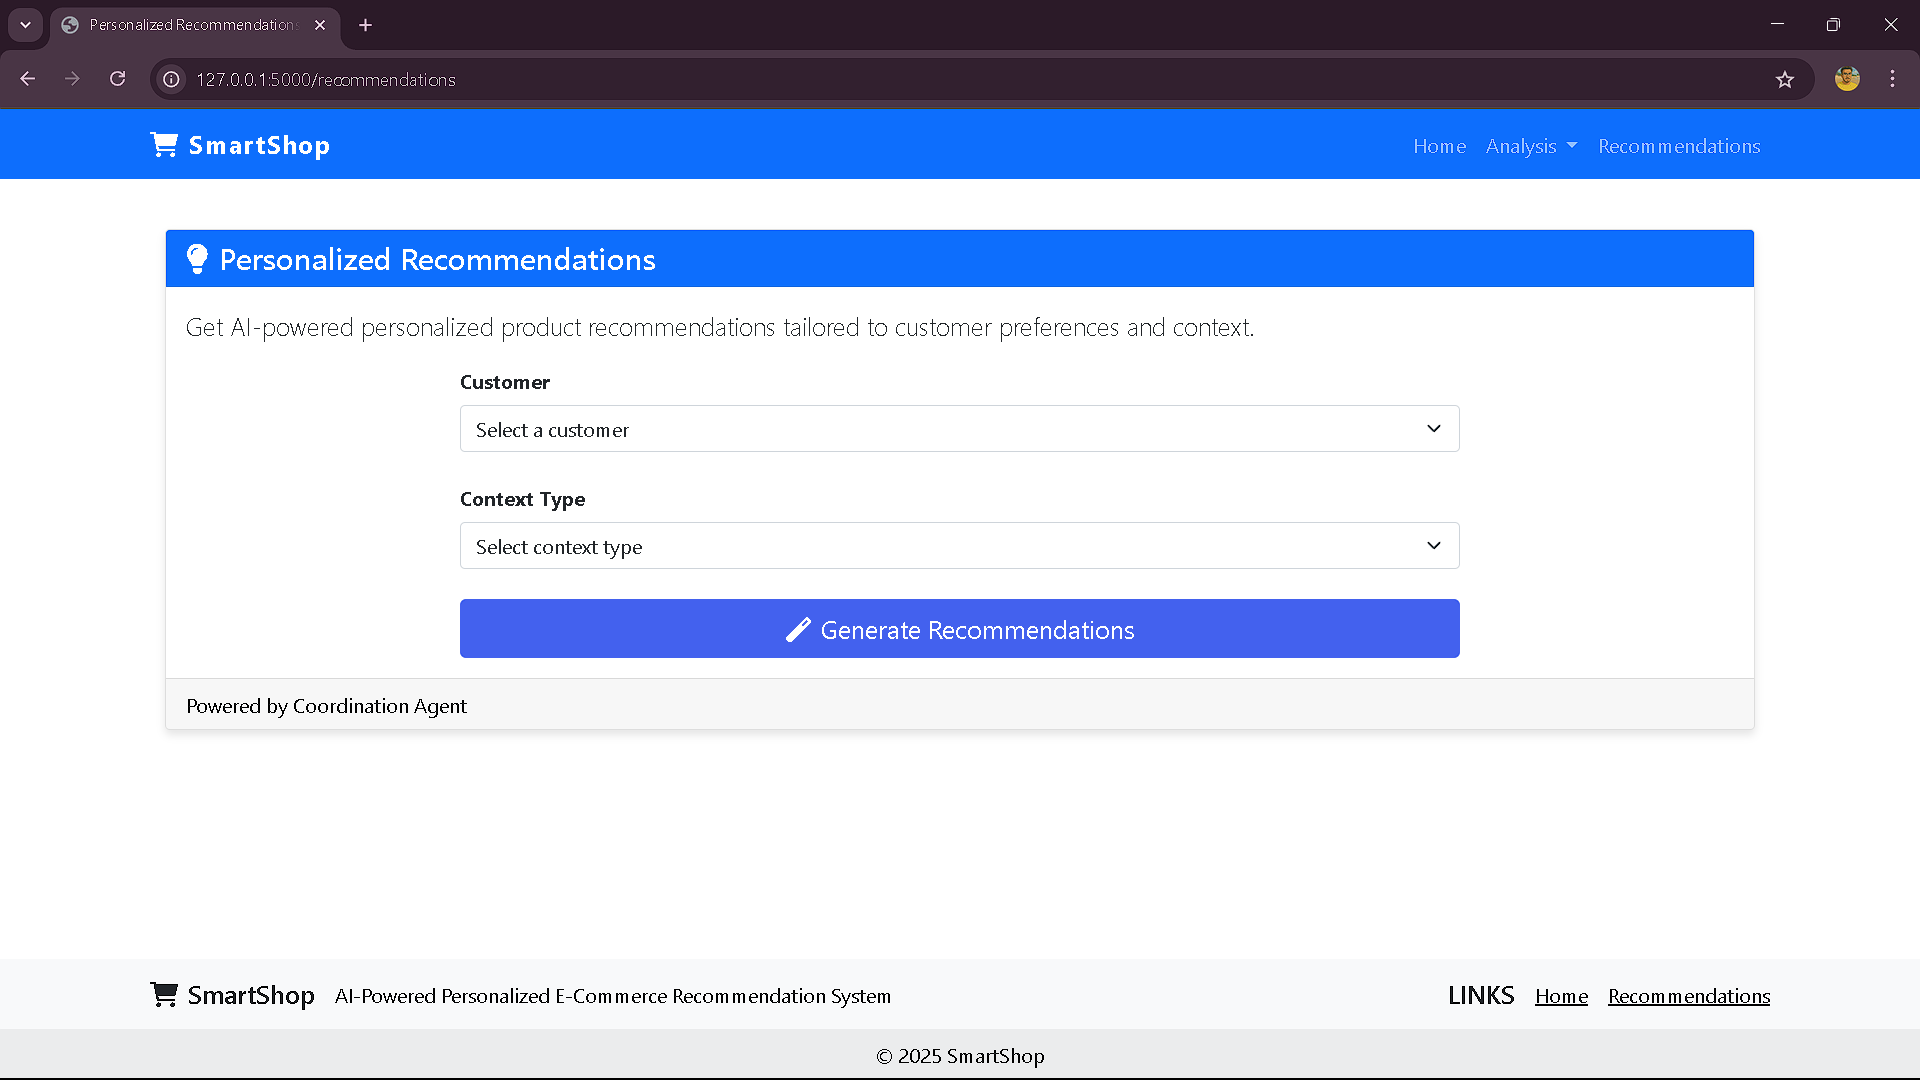 Personalized Recommendation
127.0.0.1:5000/recommendations
SmartShop
Home
Analysis
Recommendations
Personalized Recommendations
Get AI-powered personalized product recommendations tailored to customer preferences and context.
Customer
Select a customer
Context Type
Select context type
Generate Recommendations
Powered by Coordination Agent
SmartShop
AI-Powered Personalized E-Commerce Recommendation System
LINKS
Home
Recommendations
© 2025 SmartShop